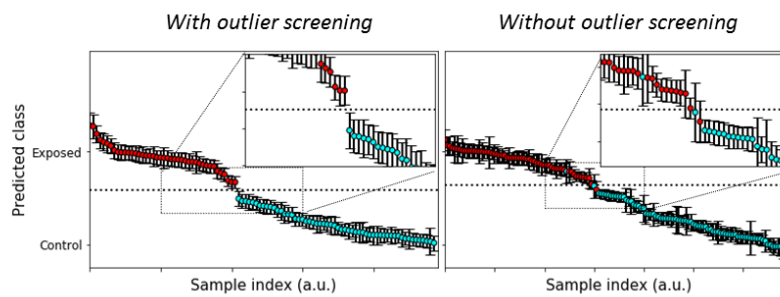 With outlier screening
Without outlier screening
Predicted class
Exposed
Control
Sample index (a.u.)
Sample index (a.u.)